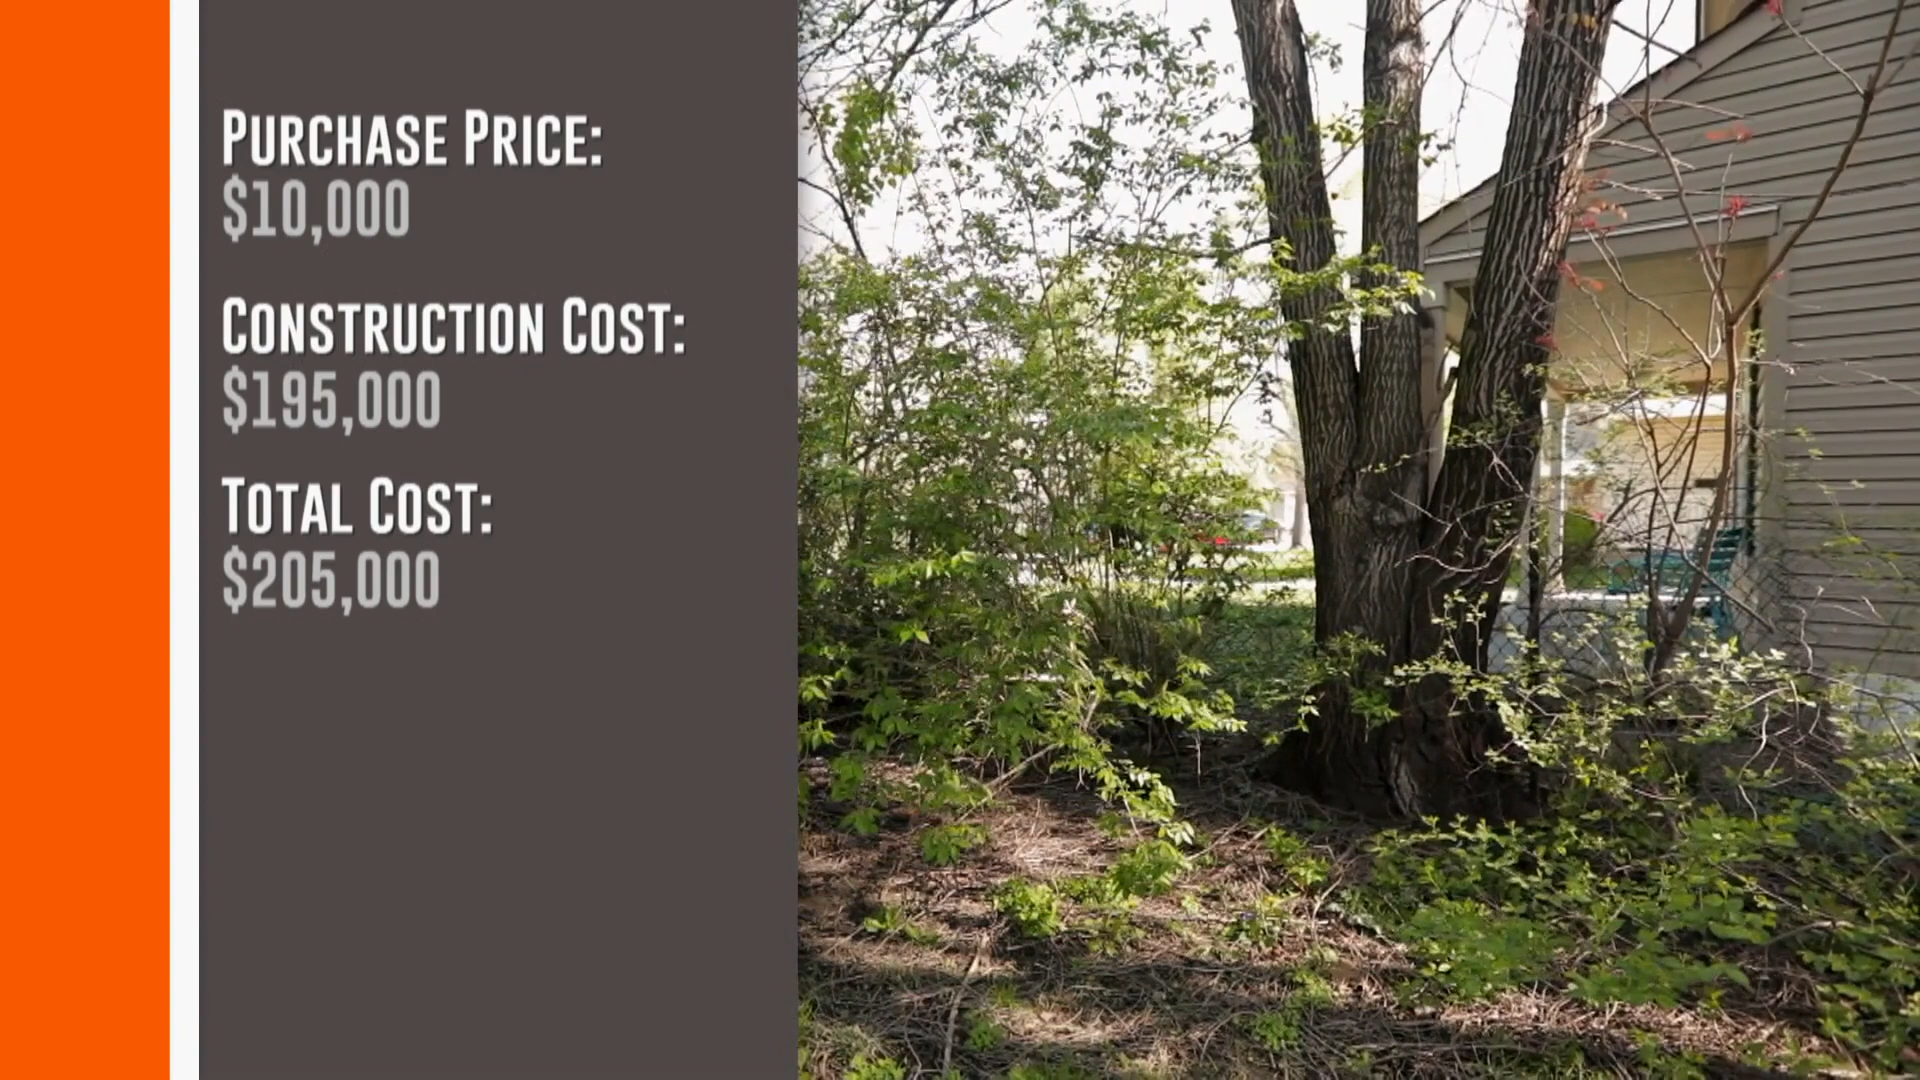 PURCHASE PRICE:
$10,000
CONSTRUCTION COST:
$195,000
TOTAL COST:
$205,000